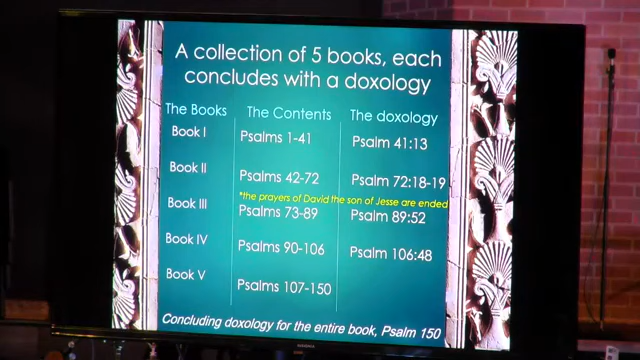 A collection of 5 books, each
concludes with a doxology
The Books The Contents The doxology
Book I Psalms 1-41 Psalm 41:13
Book II Psalms 42-72 Psalm 72:18-19
*the prayers of David the son of Jesse are ended
Book III Psalms 73-89 Psalm 89:52
Book IV Psalms 90-106 Psalm 106:48
Book V Psalms 107-150
Concluding doxology for the entire book, Psalm 150
INSIGNIA